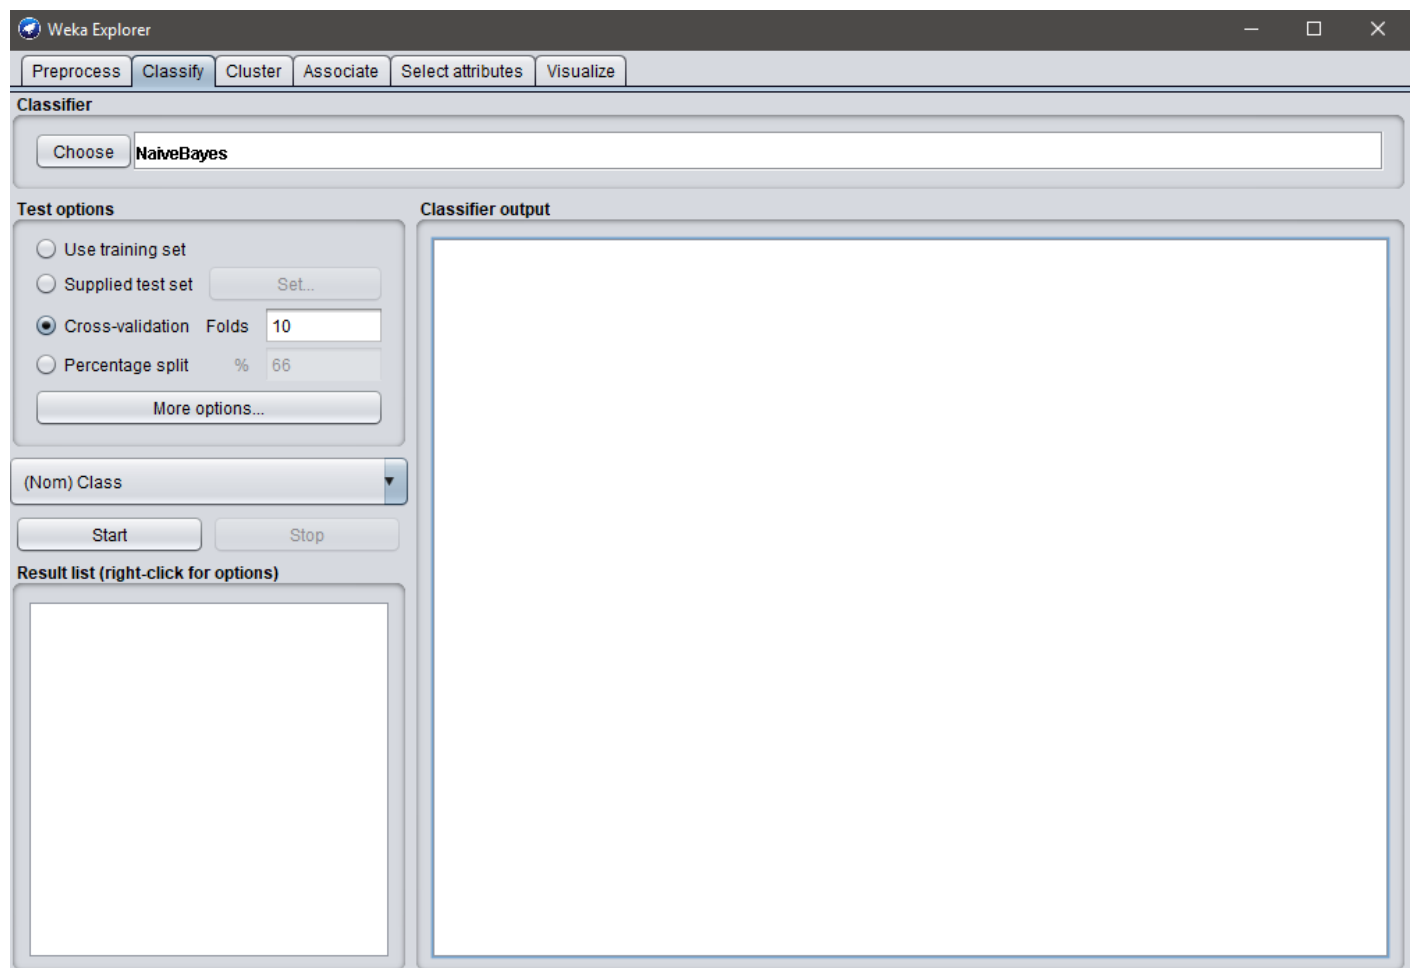 Weka Explorer
Preprocess Classify Cluster Associate Select attributes Visualize
Classifier
Choose NaiveBayes
Test options
Use training set
Supplied test set Set...
Cross-validation Folds 10
Percentage split % 66
More options...
(Nom) Class
Start Stop
Result list (right-click for options)
Classifier output